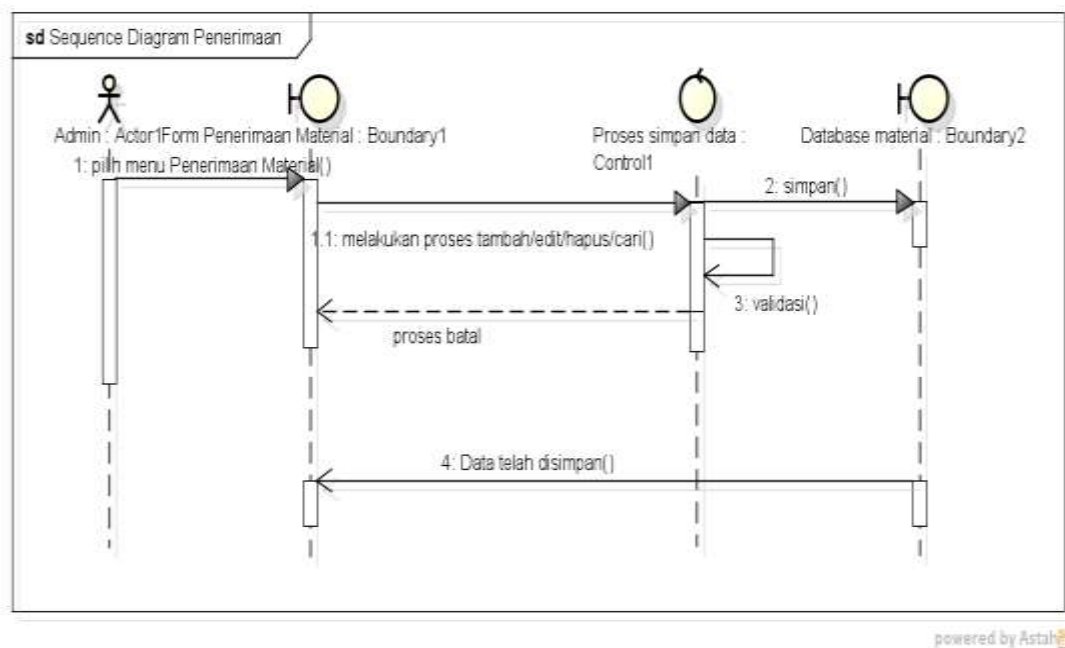 sd Sequence Diagram Penerimaan
Admin : Actor1
Form Penerimaan Material : Boundary1
Proses simpan data :
Control1
Database material : Boundary2
1: pilih menu Penerimaan Material()
2: simpan()
1.1: melakukan proses tambah/edit/hapus/cari()
3: validasi()
proses batal
4: Data telah disimpan()
powered by Astah